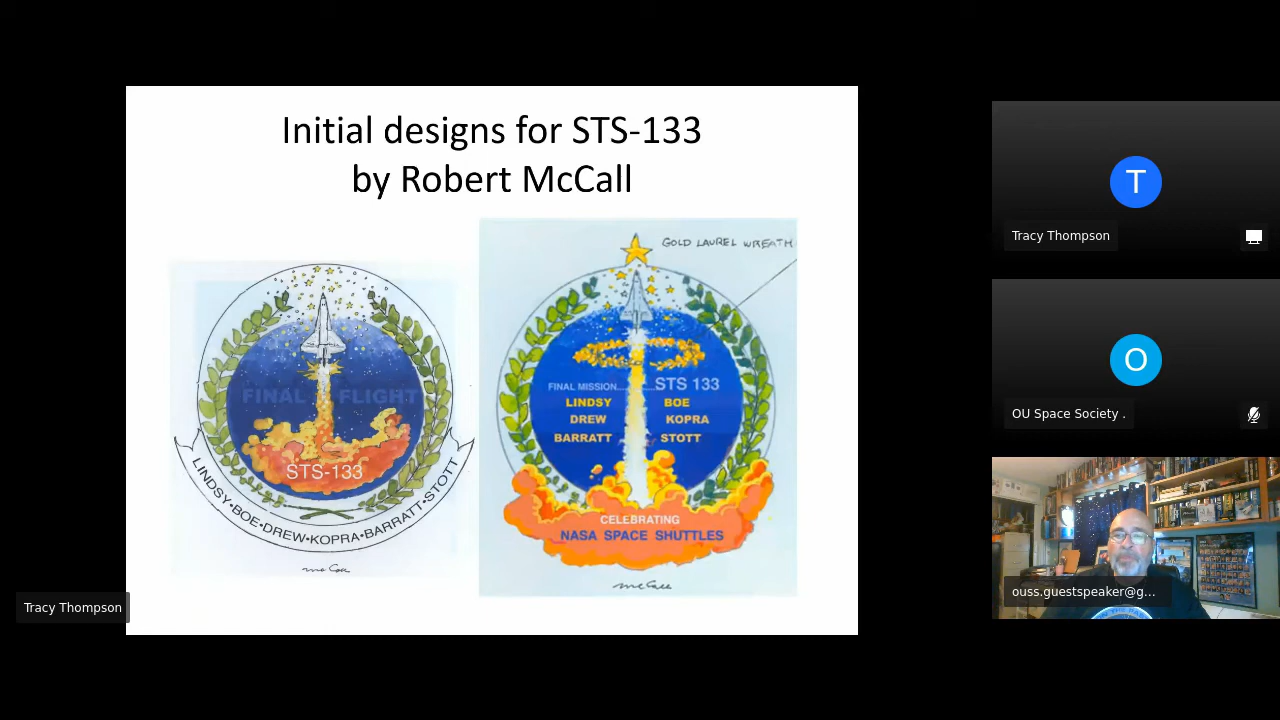 Initial designs for STS-133
by Robert McCall
FINAL FLIGHT
STS-133
LINDSY•BOE•DREW•KOPRA•BARRATT•STOTT
McCall
GOLD LAUREL WREATH
FINAL MISSION........... STS 133
LINDSY BOE
DREW KOPRA
BARRATT STOTT
CELEBRATING
NASA SPACE SHUTTLES
McCall
Tracy Thompson
T
Tracy Thompson
O
OU Space Society .
ouss.guestspeaker@g...